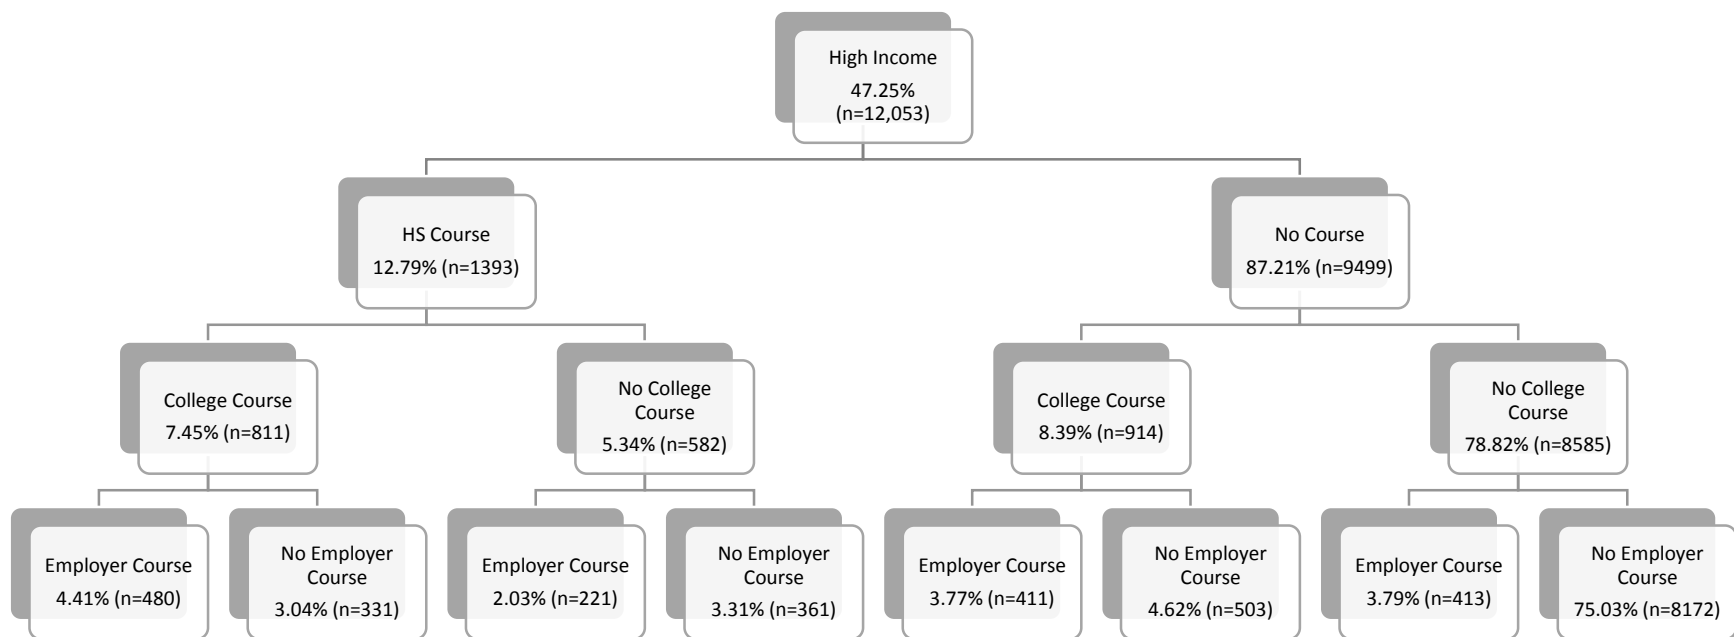 High Income
47.25%
(n=12,053)
HS Course
12.79% (n=1393)
No Course
87.21% (n=9499)
College Course
7.45% (n=811)
No College
Course
5.34% (n=582)
College Course
8.39% (n=914)
No College
Course
78.82% (n=8585)
Employer Course
4.41% (n=480)
No Employer
Course
3.04% (n=331)
Employer Course
2.03% (n=221)
No Employer
Course
3.31% (n=361)
Employer Course
3.77% (n=411)
No Employer
Course
4.62% (n=503)
Employer Course
3.79% (n=413)
No Employer
Course
75.03% (n=8172)